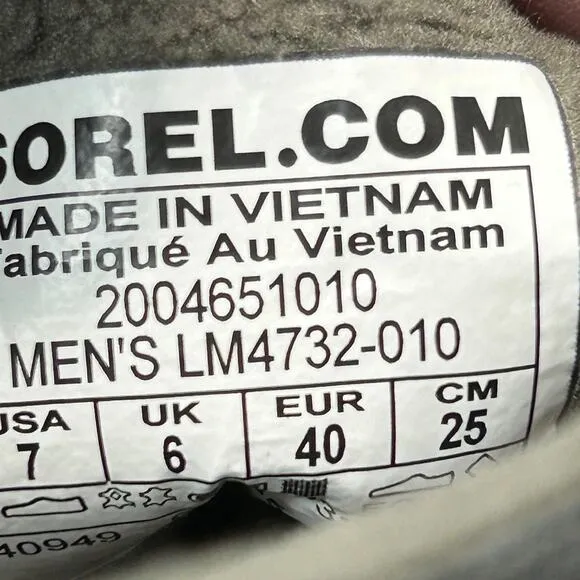 SOREL.COM
MADE IN VIETNAM
Fabriqué Au Vietnam
2004651010
MEN'S LM4732-010
USA UK EUR CM
7 6 40 25
40949